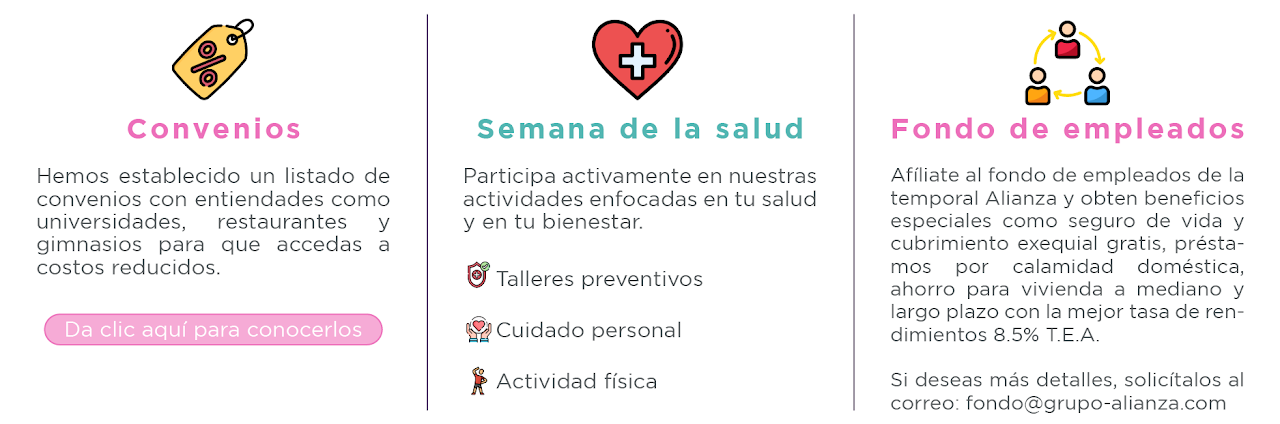 Convenios
Hemos establecido un listado de
convenios con entiendades como
universidades, restaurantes y
gimnasios para que accedas a
costos reducidos.
Da clic aquí para conocerlos
Semana de la salud
Participa activamente en nuestras
actividades enfocadas en tu salud
y en tu bienestar.
Talleres preventivos
Cuidado personal
Actividad física
Fondo de empleados
Afíliate al fondo de empleados de la
temporal Alianza y obten beneficios
especiales como seguro de vida y
cubrimiento exequial gratis, présta-
mos por calamidad doméstica,
ahorro para vivienda a mediano y
largo plazo con la mejor tasa de ren-
dimientos 8.5% T.E.A.
Si deseas más detalles, solicítalos al
correo: fondo@grupo-alianza.com